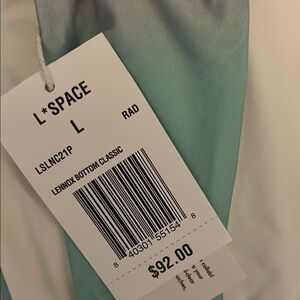 L*SPACE
L
LSLNC21P RAD
LENNOX BOTTOM CLASSIC
8 40301 55154 8
$92.00